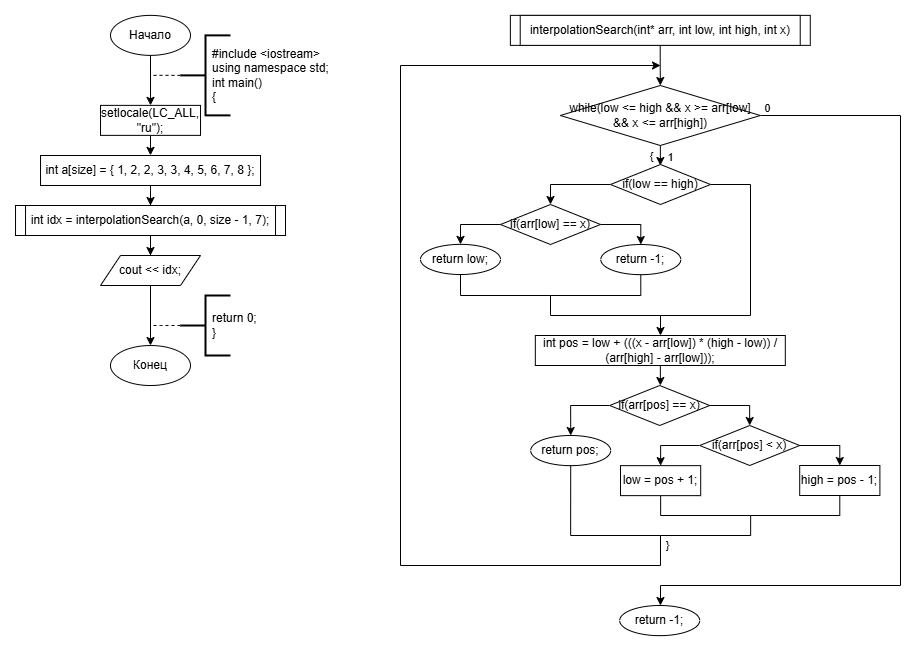 Начало
#include <iostream>
using namespace std;
int main()
{
setlocale(LC_ALL,
"ru");
int a[size] = { 1, 2, 2, 3, 3, 4, 5, 6, 7, 8 };
int idx = interpolationSearch(a, 0, size - 1, 7);
cout << idx;
return 0;
}
Конец
interpolationSearch(int* arr, int low, int high, int x)
while(low <= high && x >= arr[low]
&& x <= arr[high])
0
{
1
if(low == high)
if(arr[low] == x)
return low;
return -1;
int pos = low + (((x - arr[low]) * (high - low)) /
(arr[high] - arr[low]));
if(arr[pos] == x)
return pos;
if(arr[pos] < x)
low = pos + 1;
high = pos - 1;
}
return -1;